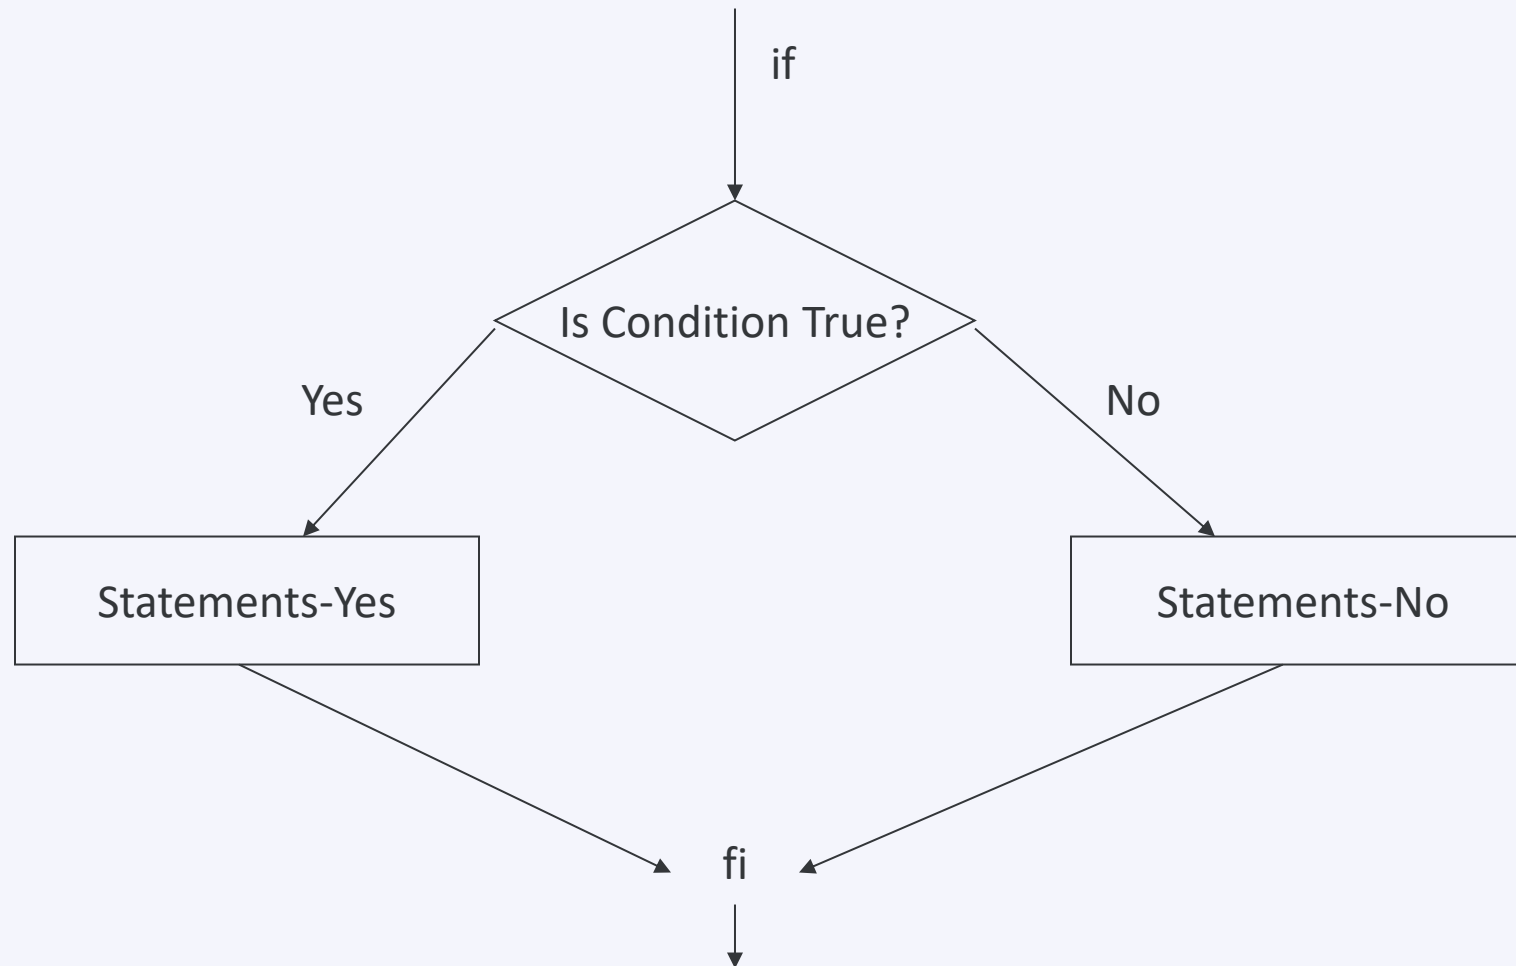 if
Is Condition True?
Yes
No
Statements-Yes
Statements-No
fi